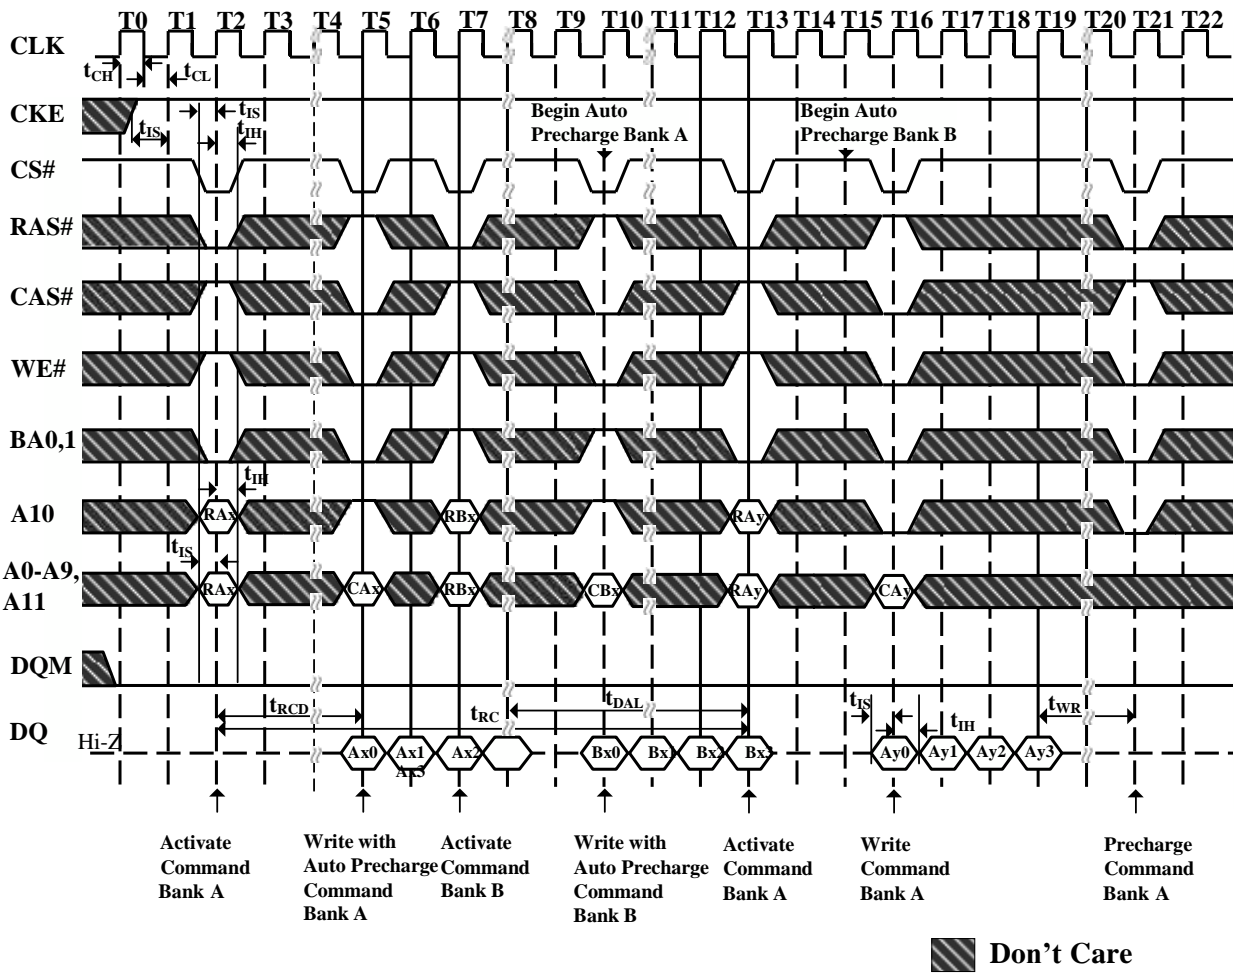 T0 T1 T2 T3 T4 T5 T6 T7 T8 T9 T10 T11 T12 T13 T14 T15 T16 T17 T18 T19 T20 T21 T22
CLK
tCH tCL
CKE
tIS
tIS
tIH
Begin Auto
Precharge Bank A
Begin Auto
Precharge Bank B
CS#
RAS#
CAS#
WE#
BA0,1
tIH
A10
RAx RBx RAy
tIS
A0-A9,
A11
RAx CAx RBx CBx RAy CAy
DQM
tRCD
tRC
tDAL
tIS
tIH
tWR
DQ
Hi-Z
Ax0 Ax1 Ax2 Bx0 Bx1 Bx2 Bx3 Ay0 Ay1 Ay2 Ay3
Ax3
Activate
Command
Bank A
Write with
Auto Precharge
Command
Bank A
Activate
Command
Bank B
Write with
Auto Precharge
Command
Bank B
Activate
Command
Bank A
Write
Command
Bank A
Precharge
Command
Bank A
Don't Care